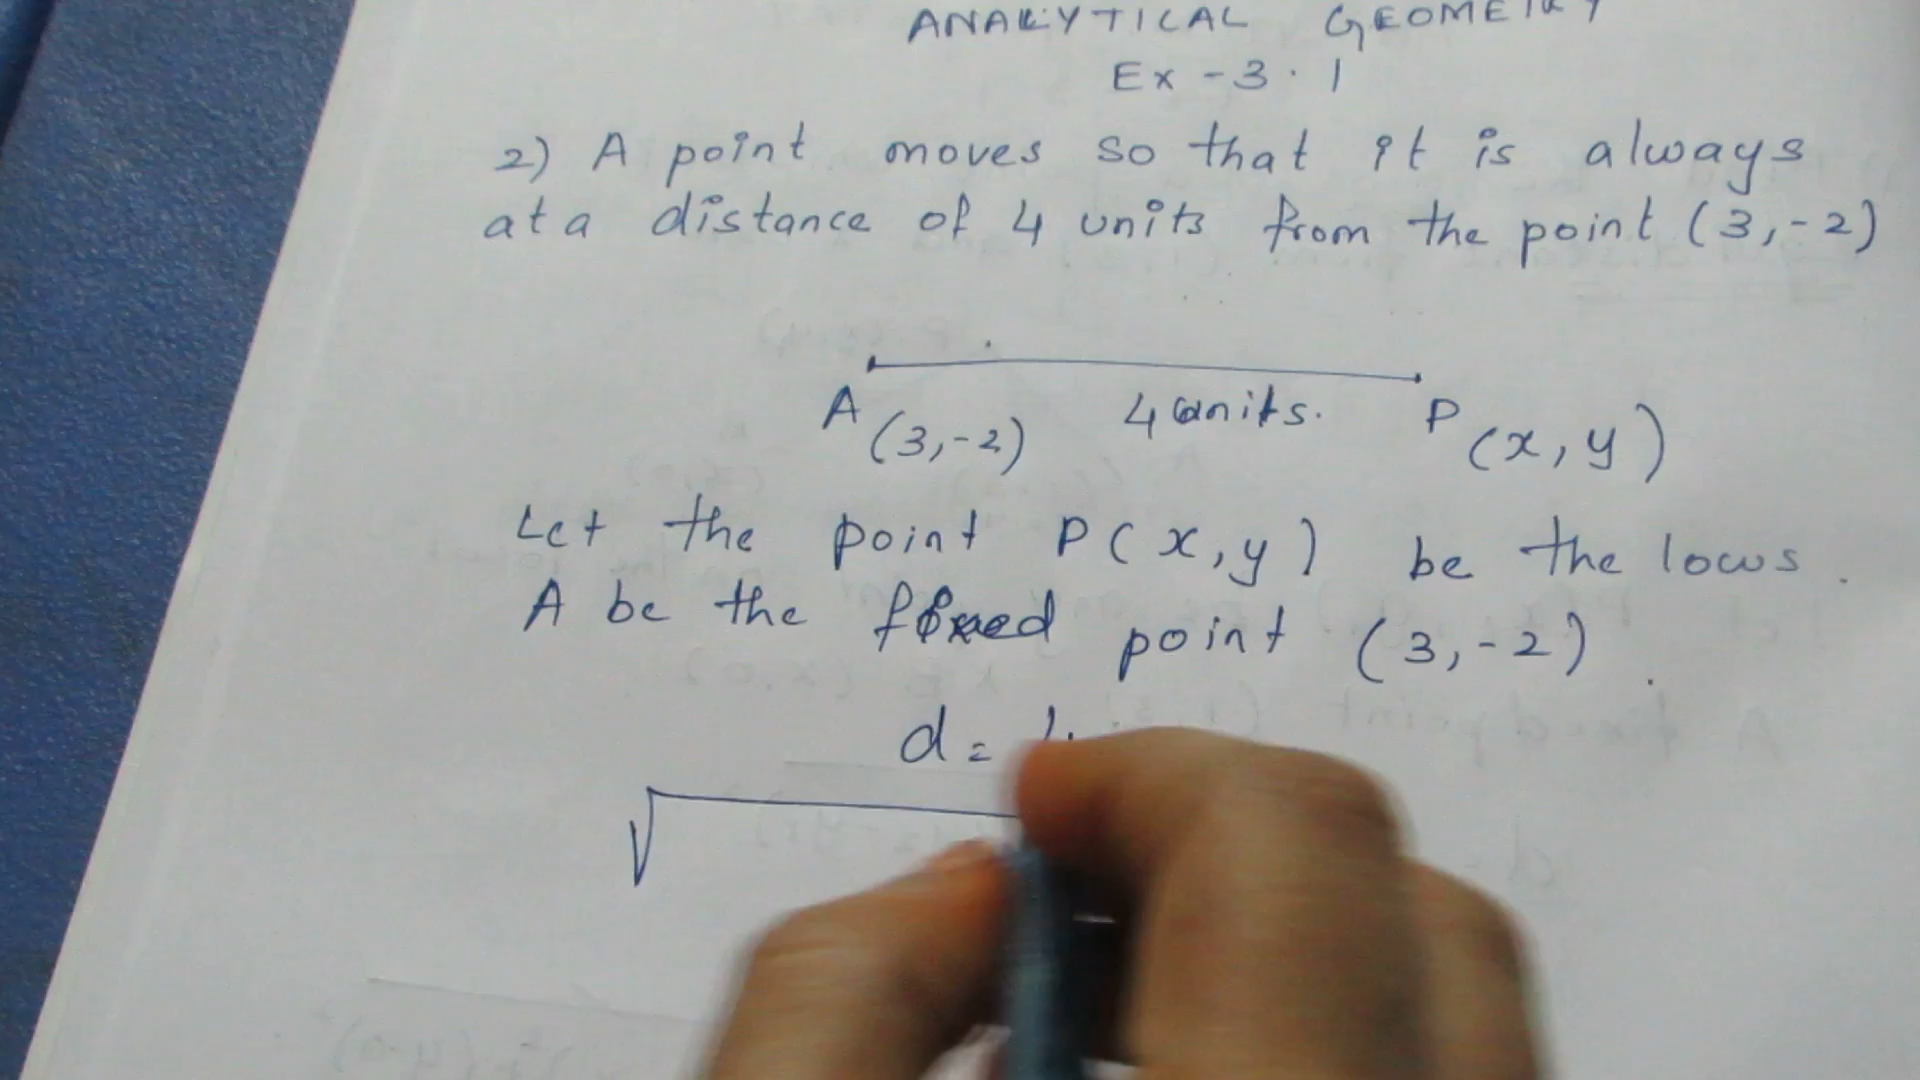 ANALYTICAL GEOMETRY
Ex - 3.1
2) A point moves so that it is always
at a distance of 4 units from the point (3,-2)
A (3,-2) 4 units. P (x, y)
Let the point P(x,y) be the locus.
A be the fixed point (3,-2).
d = 4
√